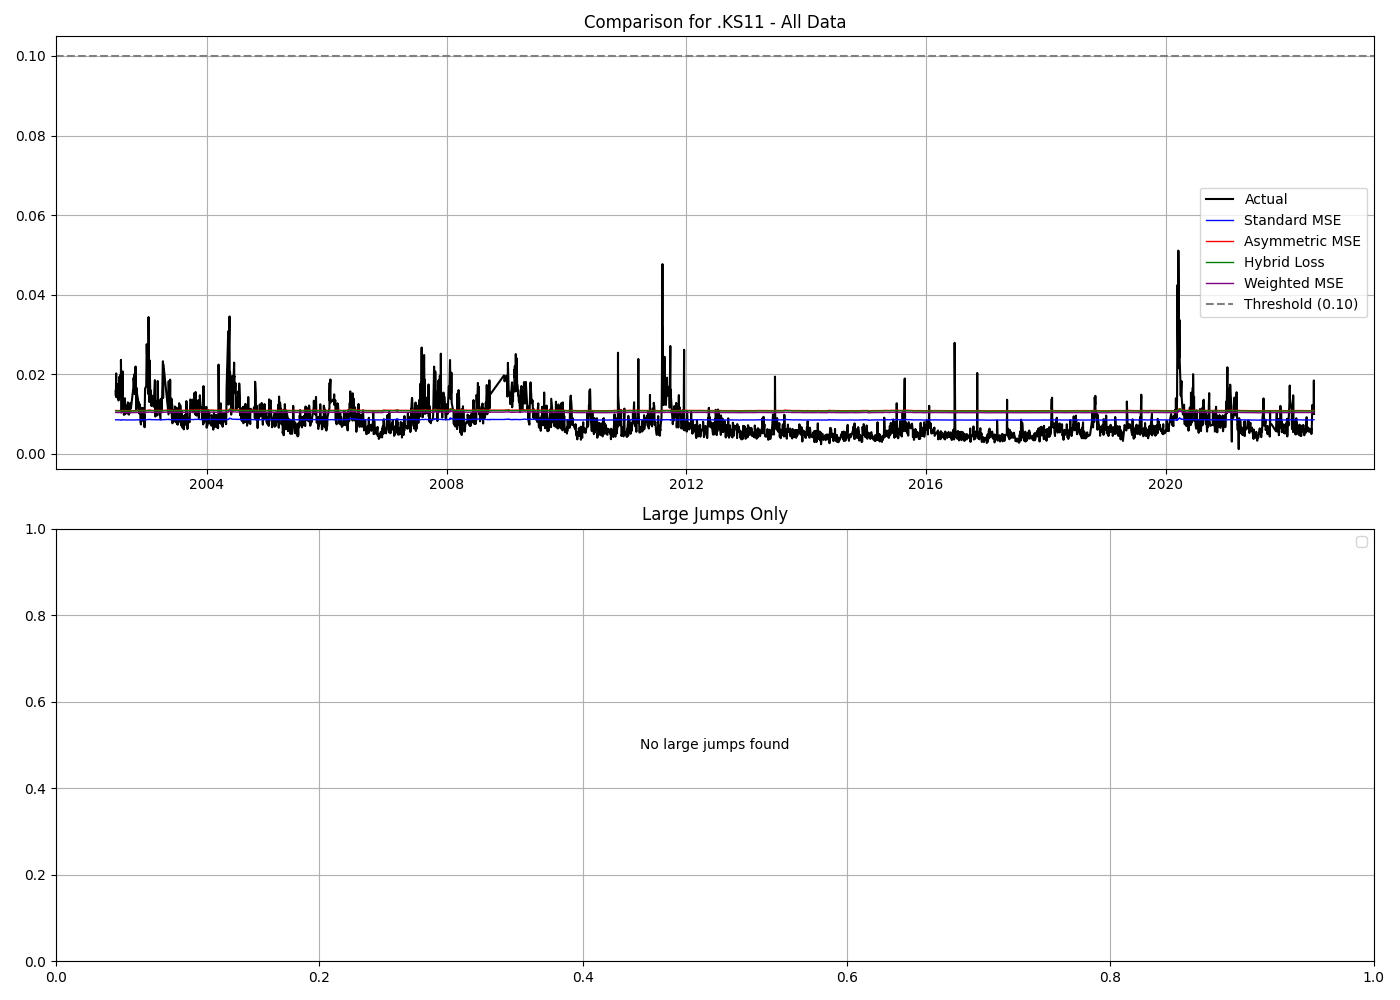 Comparison for .KS11 - All Data
0.10
0.08
0.06
0.04
0.02
0.00
Actual
Standard MSE
Asymmetric MSE
Hybrid Loss
Weighted MSE
Threshold (0.10)
2004
2008
2012
2016
2020
Large Jumps Only
1.0
0.8
0.6
0.4
0.2
0.0
No large jumps found
0.0
0.2
0.4
0.6
0.8
1.0